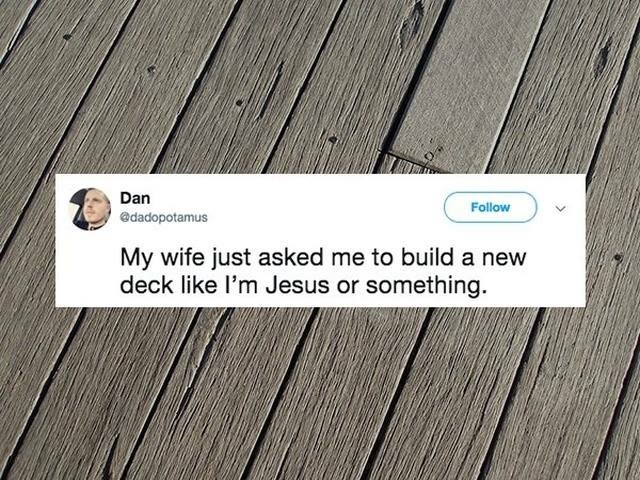 Dan
@dadopotamus
Follow
My wife just asked me to build a new
deck like I'm Jesus or something.